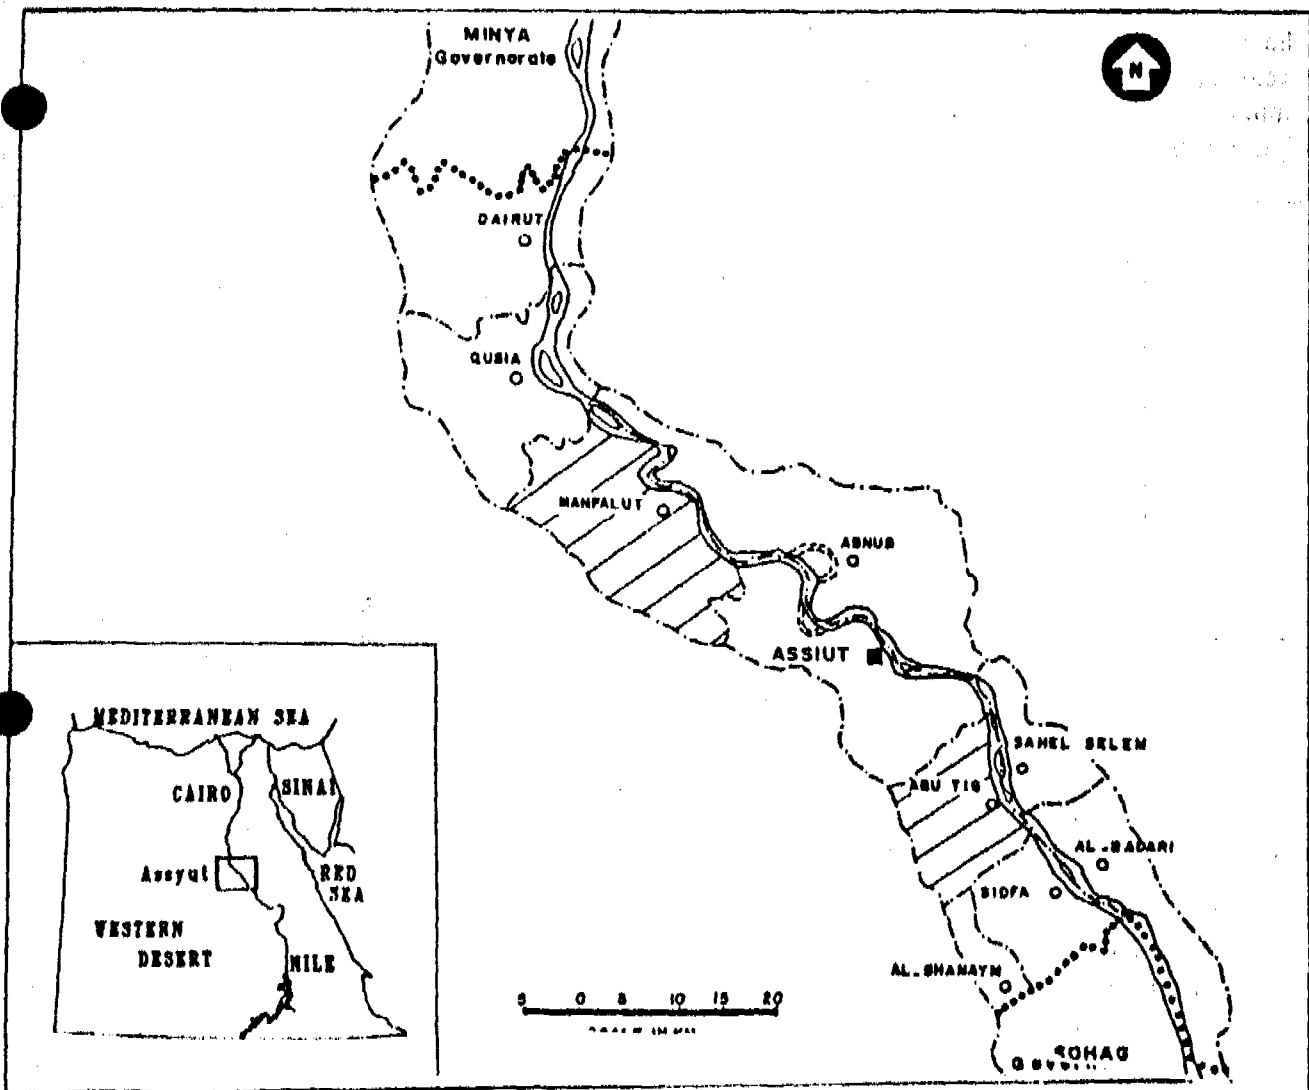 MINYA
Governorate
N
DAIRUT
QUSIA
MANFALUT
ABNUB
ASSIUT
SAHEL SELEM
ABU TIG
AL-BADARI
SIDFA
AL-GHANAYM
SOHAG
MEDITERRANEAN SEA
CAIRO
SINAI
Assyut
RED
SEA
WESTERN
DESERT
NILE
5 0 5 10 15 20